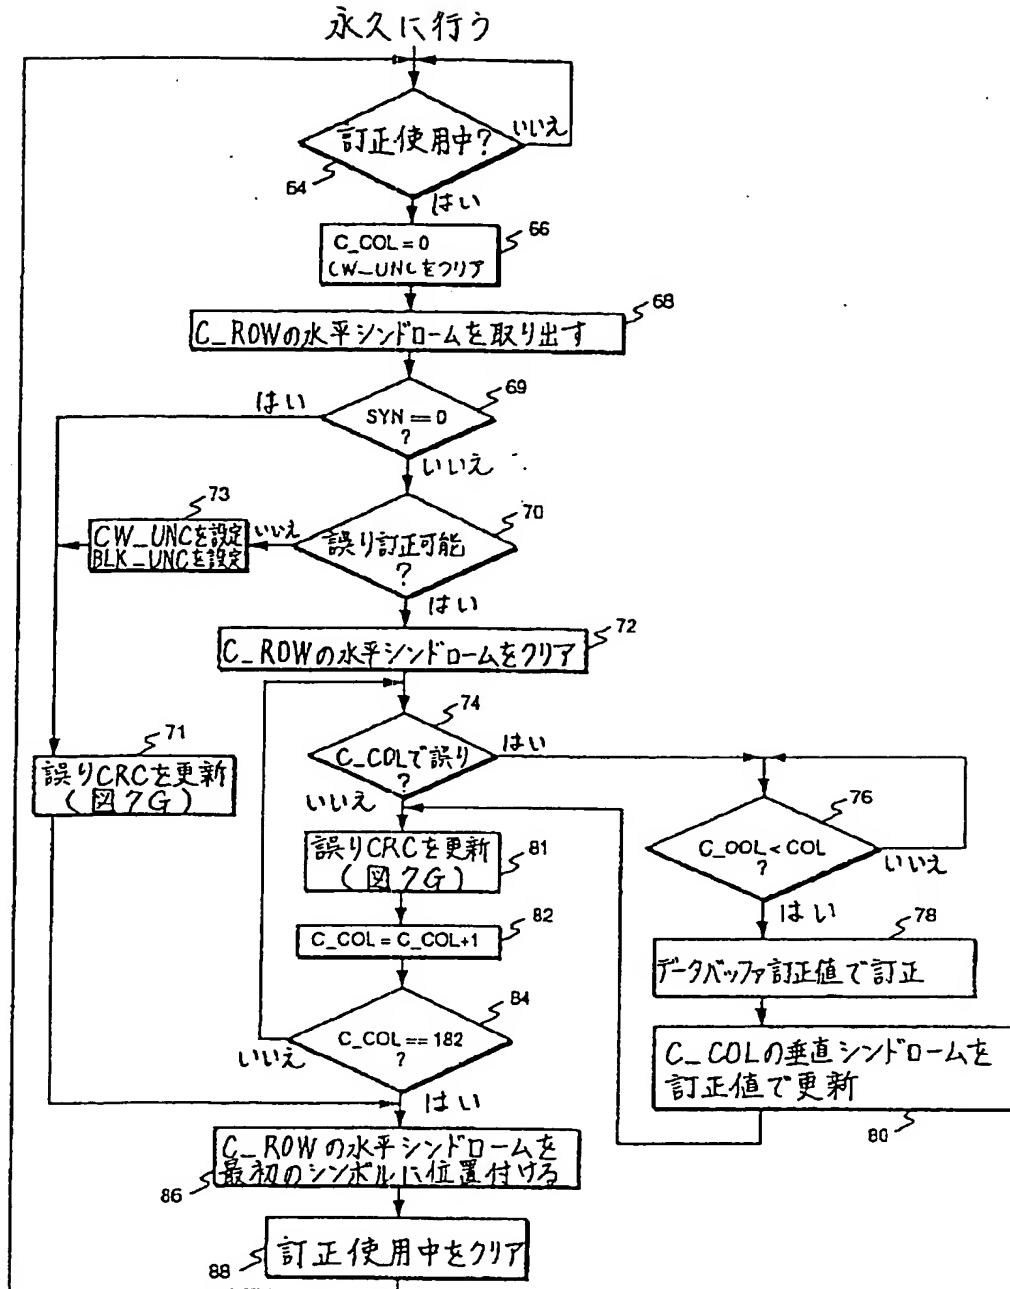 永久に行う
訂正使用中?
いいえ
64
はい
66
C_COL = 0
CW_UNCをクリア
68
C_ROWの水平シンドロームを取り出す
69
はい
SYN == 0
?
いいえ
73
70
CW_UNCを設定
BLK_UNCを設定
いいえ
誤り訂正可能
?
はい
72
C_ROWの水平シンドロームをクリア
74
71
C_COLで誤り
?
はい
誤りCRCを更新
(図7G)
いいえ
76
C_COL < COL
?
いいえ
誤りCRCを更新
(図7G)
81
はい
82
78
C_COL = C_COL+1
データバッファ訂正値で訂正
84
C_COL == 182
?
いいえ
C_COLの垂直シンドロームを
訂正値で更新
はい
80
C_ROWの水平シンドロームを
最初のシンボルに位置付ける
86
訂正使用中をクリア
88